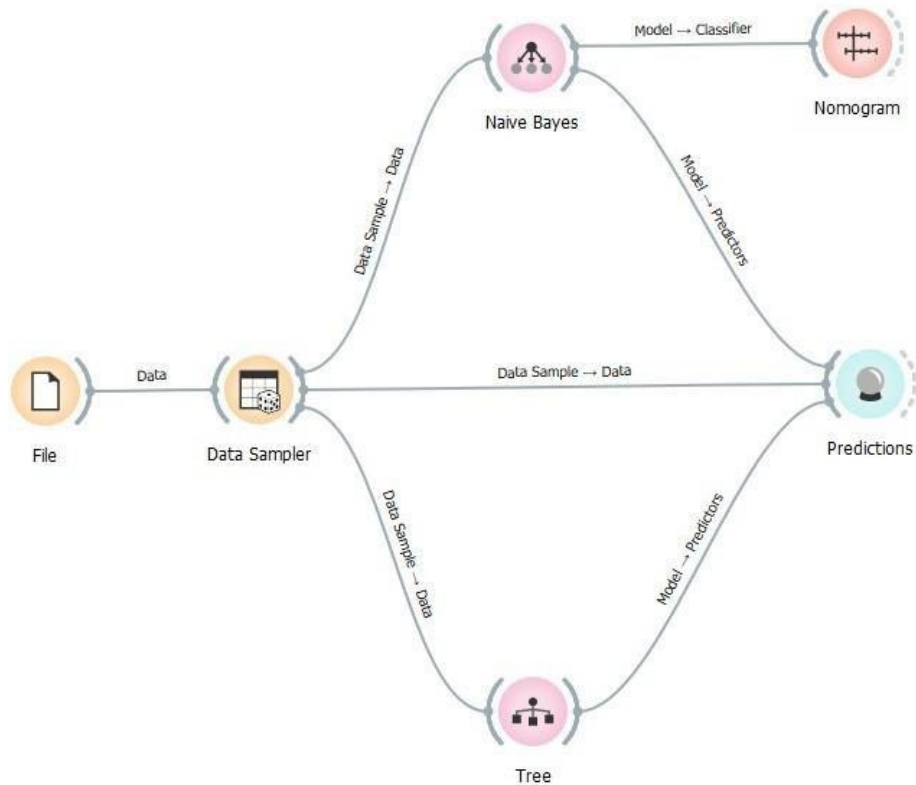 Model → Classifier
Naive Bayes
Nomogram
Data Sample → Data
Model → Predictors
Data
Data Sample → Data
File
Data Sampler
Predictions
Data Sample → Data
Model → Predictors
Tree